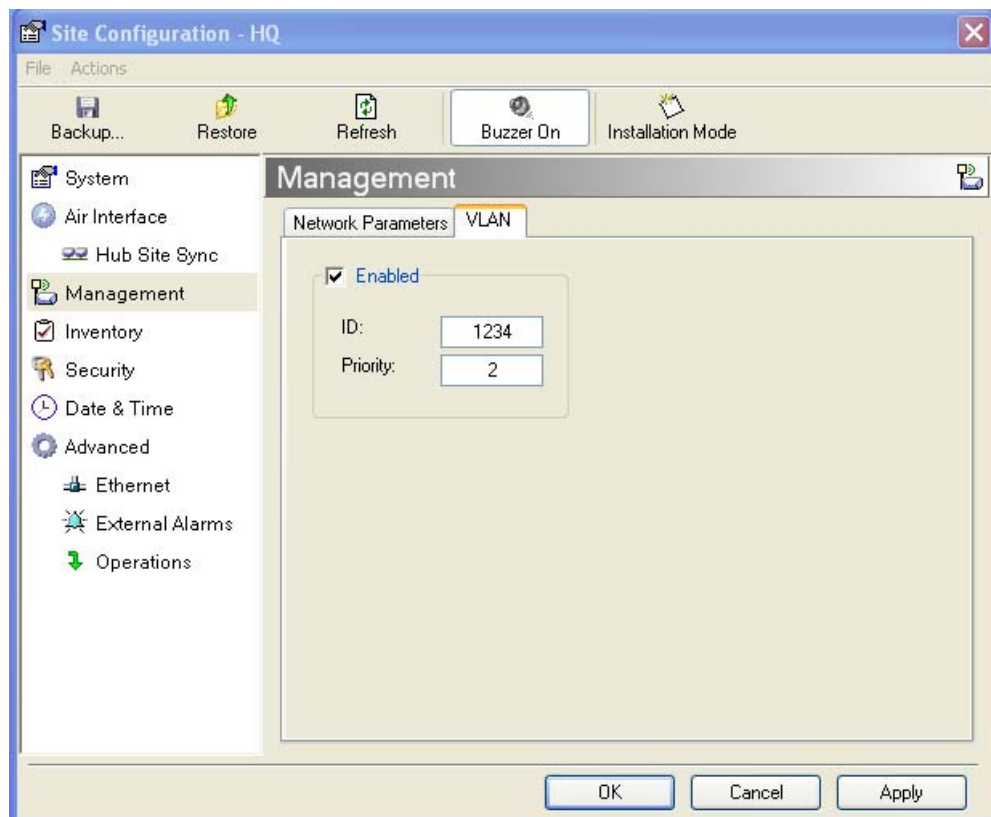 Site Configuration - HQ
File Actions
Backup... Restore Refresh Buzzer On Installation Mode
System
Air Interface
Hub Site Sync
Management
Inventory
Security
Date & Time
Advanced
Ethernet
External Alarms
Operations
Management
Network Parameters VLAN
Enabled
ID: 1234
Priority: 2
OK Cancel Apply